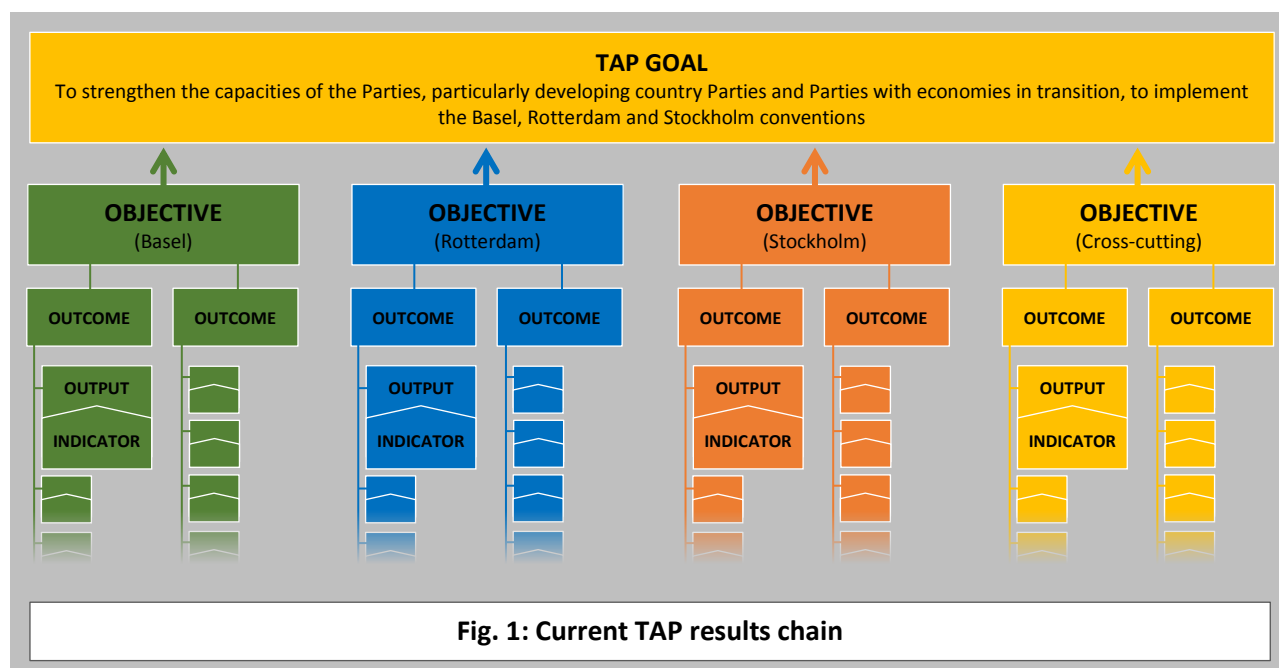 TAP GOAL
To strengthen the capacities of the Parties, particularly developing country Parties and Parties with economies in transition, to implement
the Basel, Rotterdam and Stockholm conventions
OBJECTIVE
(Basel)
OBJECTIVE
(Rotterdam)
OBJECTIVE
(Stockholm)
OBJECTIVE
(Cross-cutting)
OUTCOME
OUTCOME
OUTCOME
OUTCOME
OUTCOME
OUTCOME
OUTCOME
OUTCOME
OUTPUT
INDICATOR
OUTPUT
INDICATOR
OUTPUT
INDICATOR
OUTPUT
INDICATOR
Fig. 1: Current TAP results chain